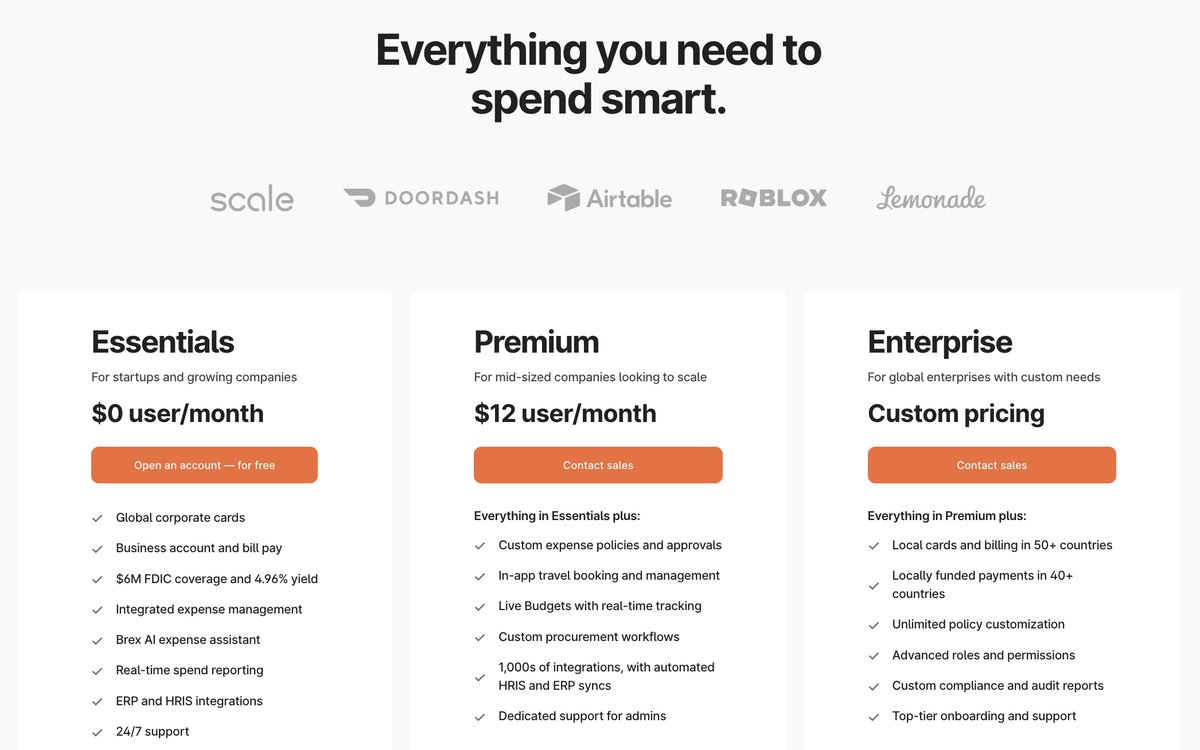 Everything you need to
spend smart.
scale
DOORDASH
Airtable
ROBLOX
Lemonade
Essentials
For startups and growing companies
$0 user/month
Open an account — for free
Global corporate cards
Business account and bill pay
$6M FDIC coverage and 4.96% yield
Integrated expense management
Brex AI expense assistant
Real-time spend reporting
ERP and HRIS integrations
24/7 support
Premium
For mid-sized companies looking to scale
$12 user/month
Contact sales
Everything in Essentials plus:
Custom expense policies and approvals
In-app travel booking and management
Live Budgets with real-time tracking
Custom procurement workflows
1,000s of integrations, with automated
HRIS and ERP syncs
Dedicated support for admins
Enterprise
For global enterprises with custom needs
Custom pricing
Contact sales
Everything in Premium plus:
Local cards and billing in 50+ countries
Locally funded payments in 40+
countries
Unlimited policy customization
Advanced roles and permissions
Custom compliance and audit reports
Top-tier onboarding and support